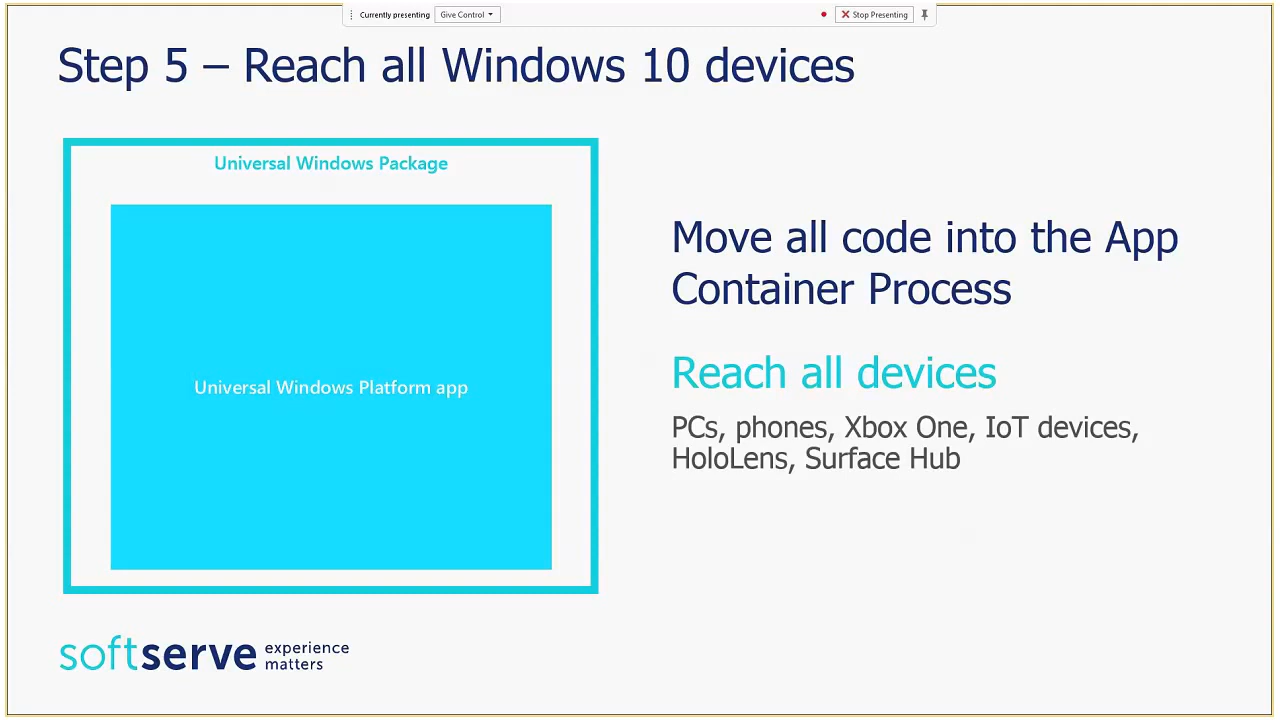 Currently presenting Give Control Stop Presenting
Step 5 – Reach all Windows 10 devices
Universal Windows Package
Universal Windows Platform app
Move all code into the App
Container Process
Reach all devices
PCs, phones, Xbox One, IoT devices,
HoloLens, Surface Hub
softserve experience
matters